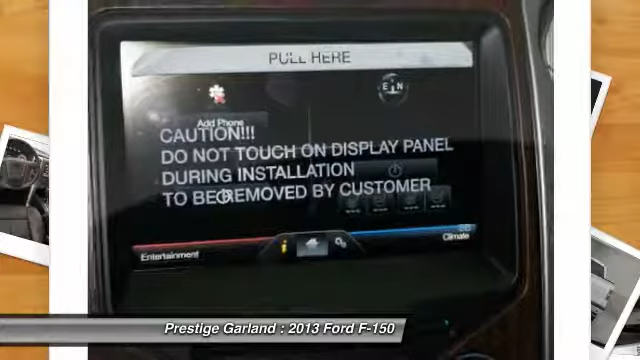 PULL HERE
E N
Add Phone
CAUTION!!!
DO NOT TOUCH ON DISPLAY PANEL
DURING INSTALLATION
TO BE REMOVED BY CUSTOMER
Entertainment
i
Climate
Prestige Garland : 2013 Ford F-150